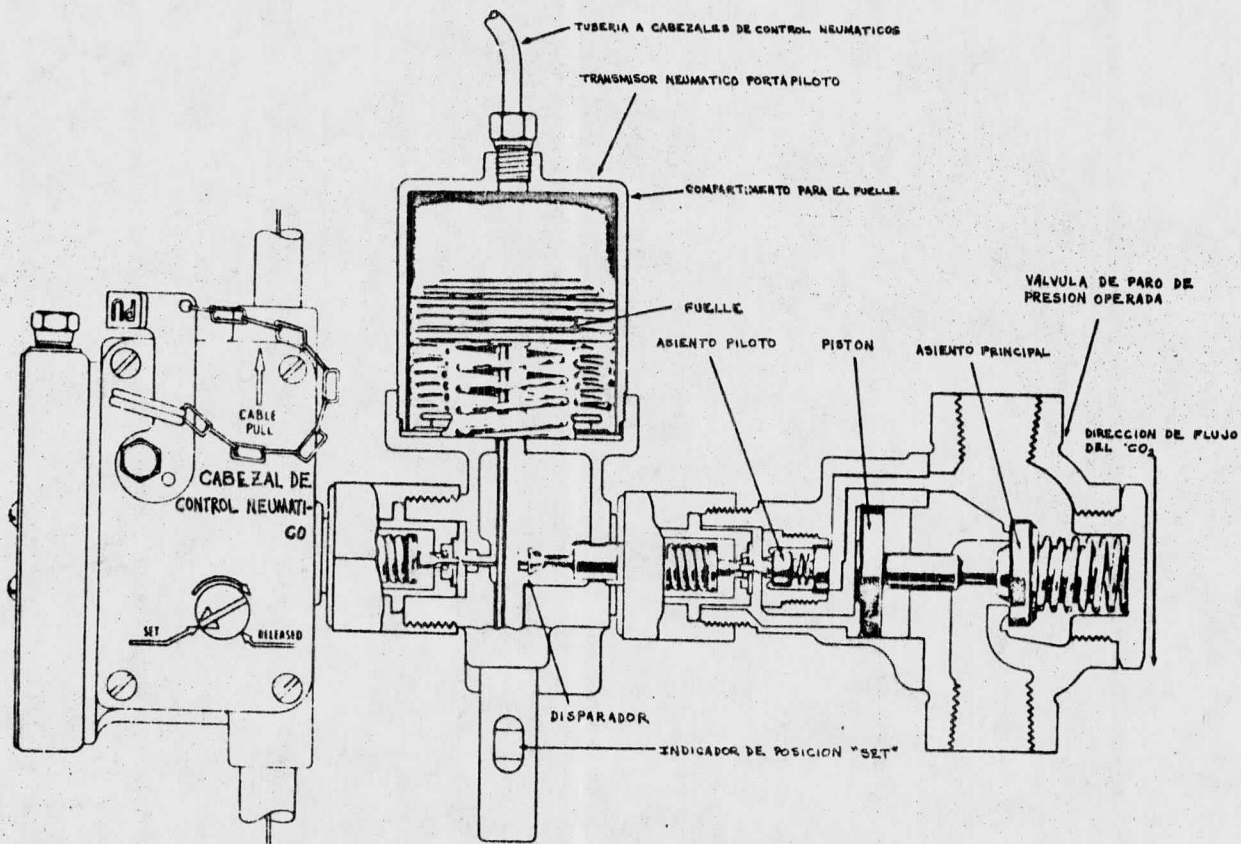 TUBERIA A CABEZALES DE CONTROL NEUMATICOS
TRANSMISOR NEUMATICO PORTAPILOTO
COMPARTIMENTO PARA EL FUELLE
VALVULA DE PARO DE
PRESION OPERADA
FUELLE
ASIENTO PILOTO
PISTON
ASIENTO PRINCIPAL
DIRECCION DE FLUJO
DEL CO₂
CABLE
PULL
CABEZAL DE
CONTROL NEUMATI-
CO
SET
RELEASED
DISPARADOR
INDICADOR DE POSICION "SET"